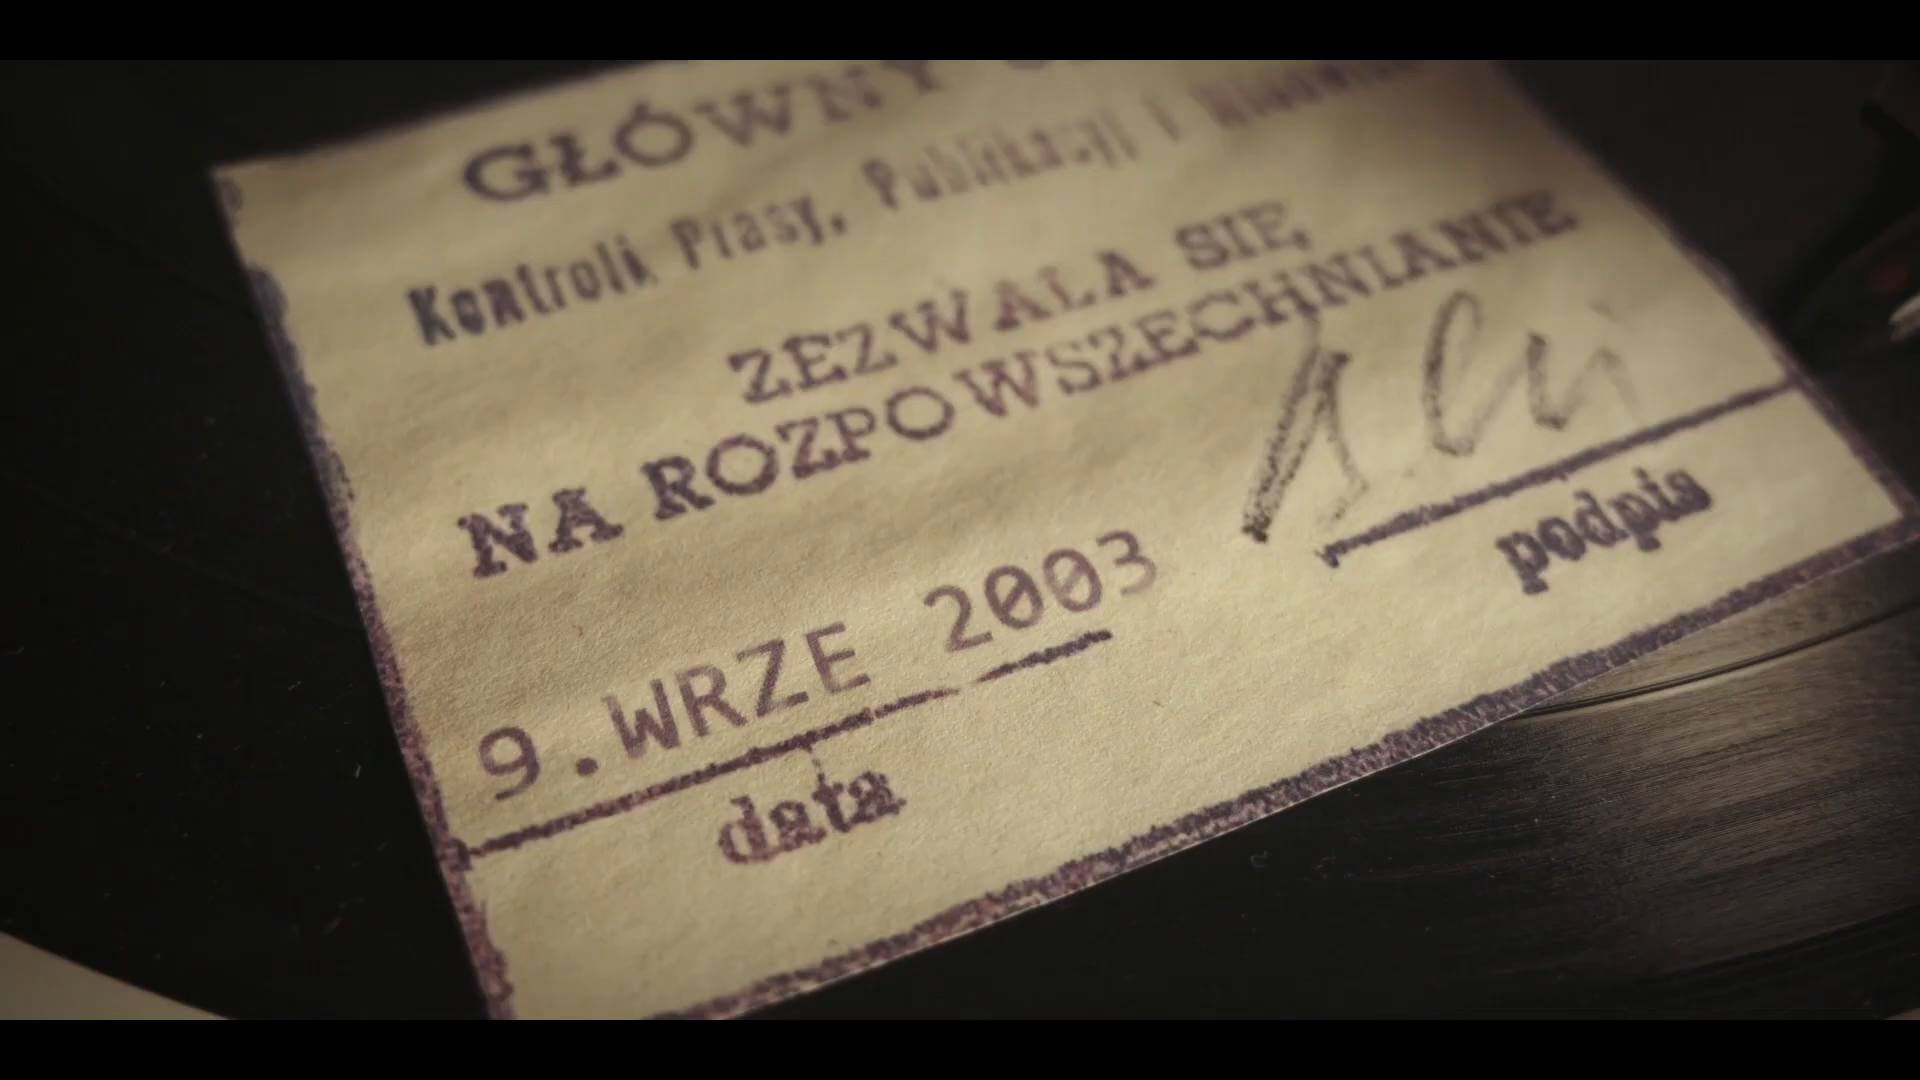 GŁÓWNY
Kontroli Prasy, Publikacji i
ZEZWALA SIĘ
NA ROZPOWSZECHNIANIE
9.WRZE 2003
podpis
data